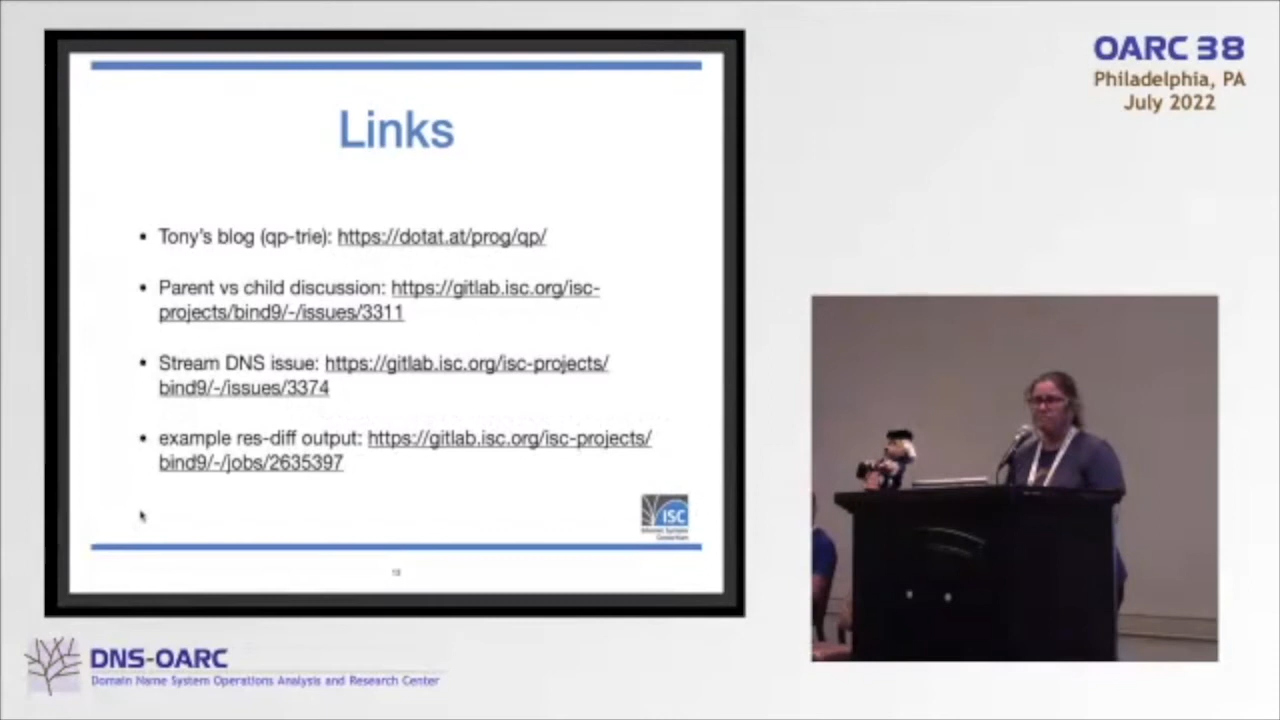 OARC 38
Philadelphia, PA
July 2022
Links
• Tony's blog (qp-trie): https://dotat.at/prog/qp/
• Parent vs child discussion: https://gitlab.isc.org/isc-
projects/bind9/-/issues/3311
• Stream DNS issue: https://gitlab.isc.org/isc-projects/
bind9/-/issues/3374
• example res-diff output: https://gitlab.isc.org/isc-projects/
bind9/-/jobs/2635397
ISC
Internet Systems
Consortium
DNS-OARC
Domain Name System Operations Analysis and Research Center